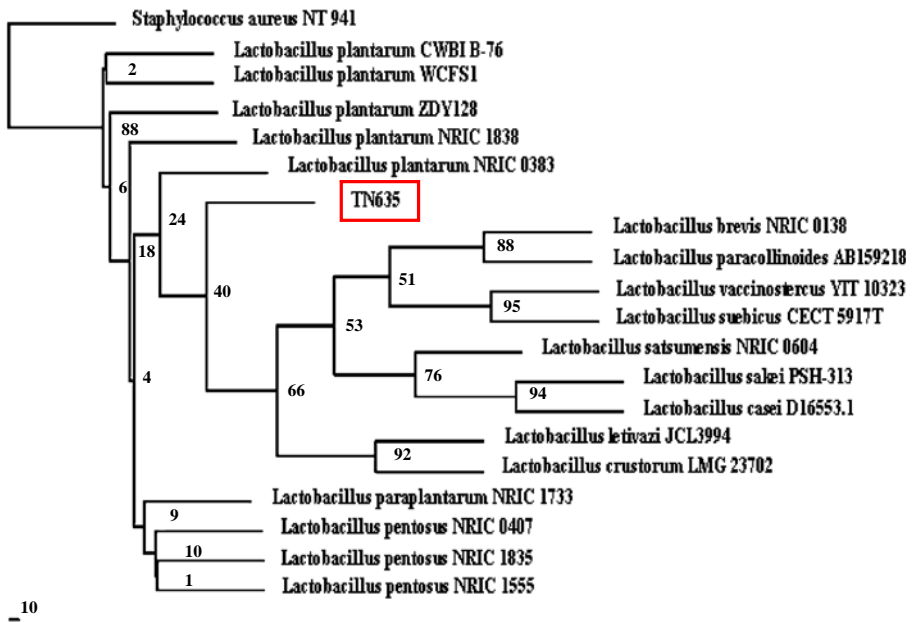 Staphylococcus aureus NT 941
Lactobacillus plantarum CWBI B-76
2
Lactobacillus plantarum WCFS1
Lactobacillus plantarum ZDY128
88
Lactobacillus plantarum NRIC 1838
Lactobacillus plantarum NRIC 0383
6
TN635
24
Lactobacillus brevis NRIC 0138
18
88
Lactobacillus paracollinoides AB159218
51
40
Lactobacillus vaccinostercus YIT 10323
95
Lactobacillus suebicus CECT 5917T
53
Lactobacillus satsumensis NRIC 0604
4
76
Lactobacillus sakei PSH-313
66
94
Lactobacillus casei D16553.1
Lactobacillus letivazi JCL3994
92
Lactobacillus crustorum LMG 23702
Lactobacillus paraplantarum NRIC 1733
9
Lactobacillus pentosus NRIC 0407
10
Lactobacillus pentosus NRIC 1835
1
Lactobacillus pentosus NRIC 1555
10